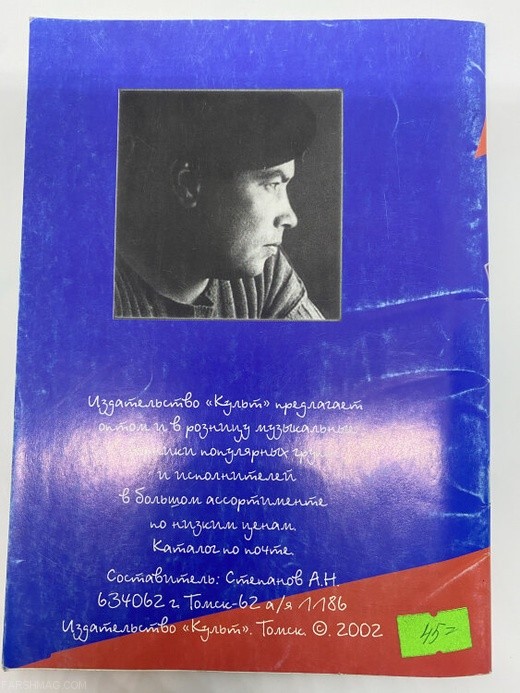 Издательство «Культ» предлагает
оптом и в розницу музыкальные
популярных
и исполнителей
в большом ассортименте
по низким ценам.
Каталог по почте.
Составитель: Степанов А.Н.
634062 г. Томск-62 а/я 1186
Издательство «Культ». Томск. ©. 2002
45=